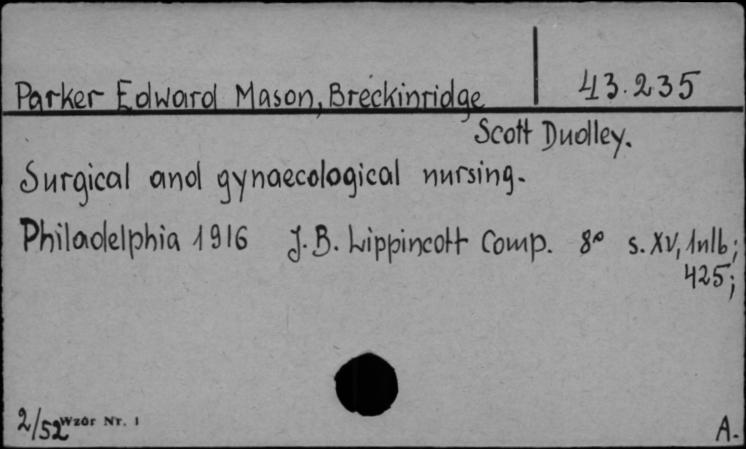 Parker Edward Mason, Breckinridge 43.235
Scott Dudley.
Surgical and gynaecological nursing.
Philadelphia 1916 J. B. Lippincott Comp. 8° s. XV, 1nlb;
425;
2/52 Wzór Nr. 1
A.